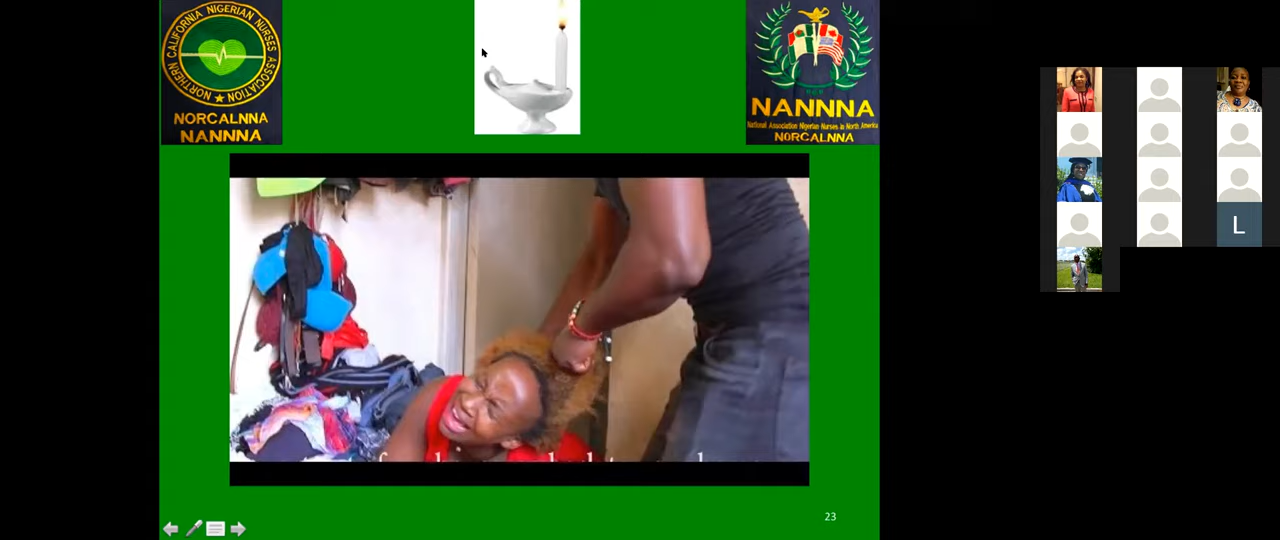 NORTHERN CALIFORNIA NIGERIAN NURSES ASSOCIATION
NORCALNNA
NANNNA
NANNNA
National Association Nigerian Nurses in North America
NORCALNNA
L
23